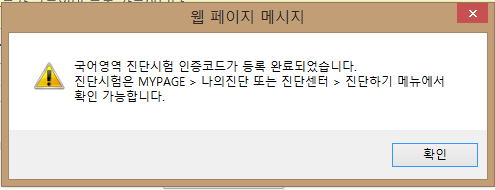 웹 페이지 메시지
국어영역 진단시험 인증코드가 등록 완료되었습니다.
진단시험은 MYPAGE > 나의진단 또는 진단센터 > 진단하기 메뉴에서
확인 가능합니다.
확인